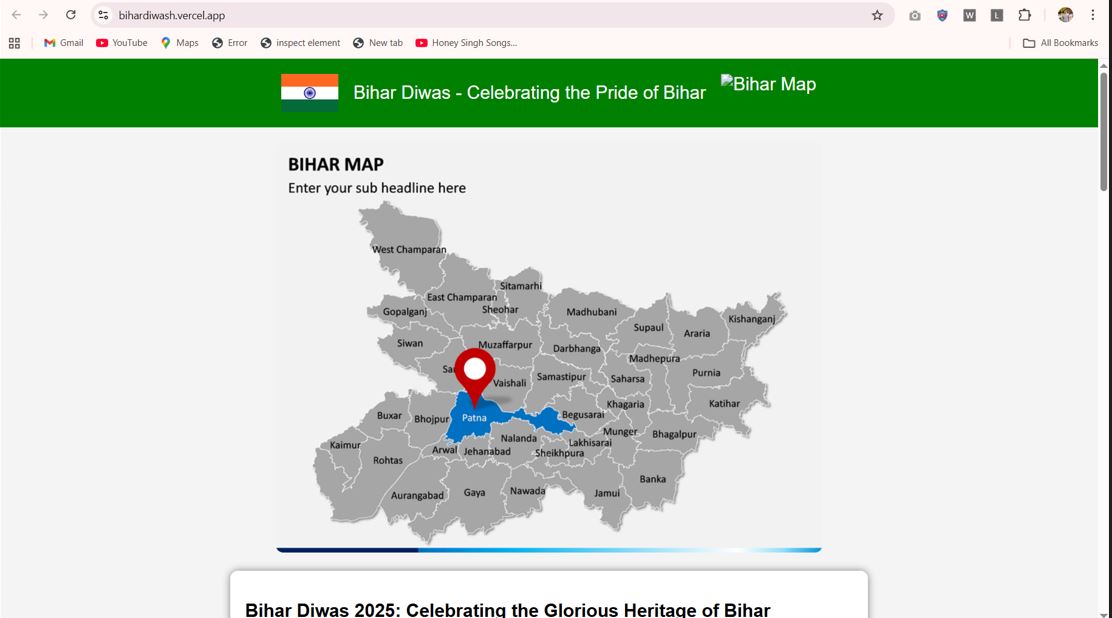 bihardiwash.vercel.app
W
L
Gmail
YouTube
Maps
Error
inspect element
New tab
Honey Singh Songs...
All Bookmarks
Bihar Diwas - Celebrating the Pride of Bihar
Bihar Map
BIHAR MAP
Enter your sub headline here
West Champaran
Sitamarhi
East Champaran
Sheohar
Gopalganj
Madhubani
Kishanganj
Supaul
Araria
Siwan
Muzaffarpur
Darbhanga
Madhepura
Sa
Purnia
Vaishali
Samastipur
Saharsa
Khagaria
Katihar
Buxar
Bhojpur
Patna
Begusarai
Munger
Bhagalpur
Kaimur
Nalanda
Lakhisarai
Arwal
Jehanabad
Sheikhpura
Rohtas
Banka
Aurangabad
Gaya
Nawada
Jamui
Bihar Diwas 2025: Celebrating the Glorious Heritage of Bihar